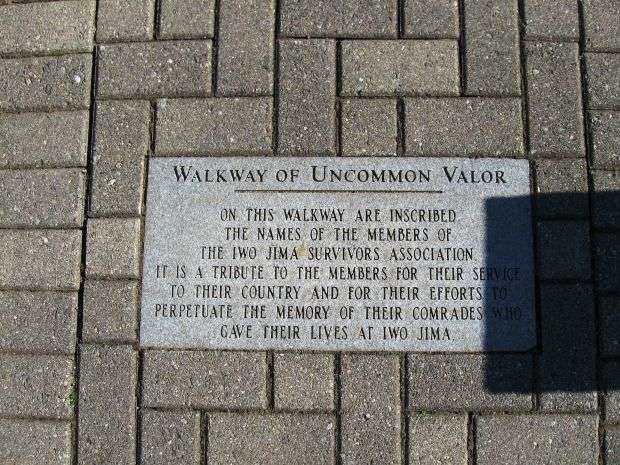 WALKWAY OF UNCOMMON VALOR
ON THIS WALKWAY ARE INSCRIBED
THE NAMES OF THE MEMBERS OF
THE IWO JIMA SURVIVORS ASSOCIATION.
IT IS A TRIBUTE TO THE MEMBERS FOR THEIR SERVICE
TO THEIR COUNTRY AND FOR THEIR EFFORTS TO
PERPETUATE THE MEMORY OF THEIR COMRADES WHO
GAVE THEIR LIVES AT IWO JIMA.